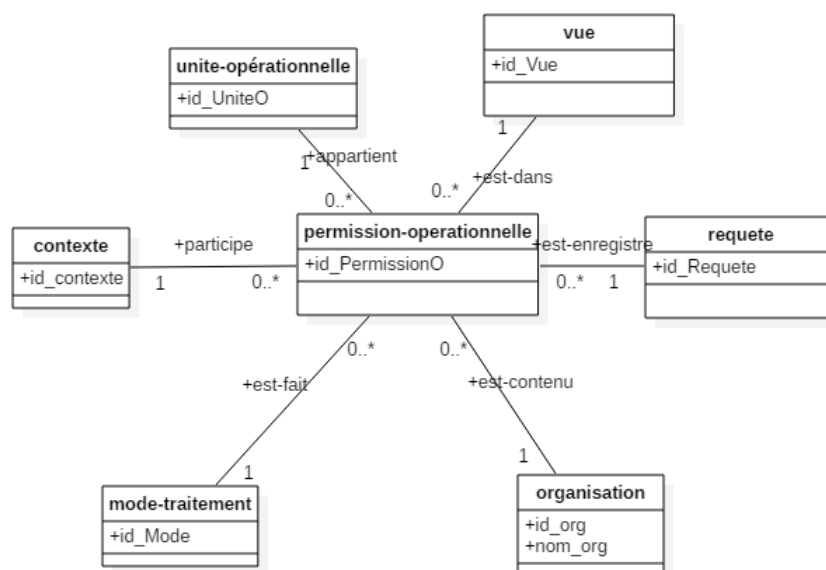 vue
+id_Vue
unite-opérationnelle
+id_UniteO
1
1
+appartient
+est-dans
0..*
0..*
permission-operationnelle
+id_PermissionO
contexte
+id_contexte
+participe
1
0..*
+est-enregistre
0..*
1
requete
+id_Requete
0..*
0..*
+est-fait
+est-contenu
1
1
mode-traitement
+id_Mode
organisation
+id_org
+nom_org